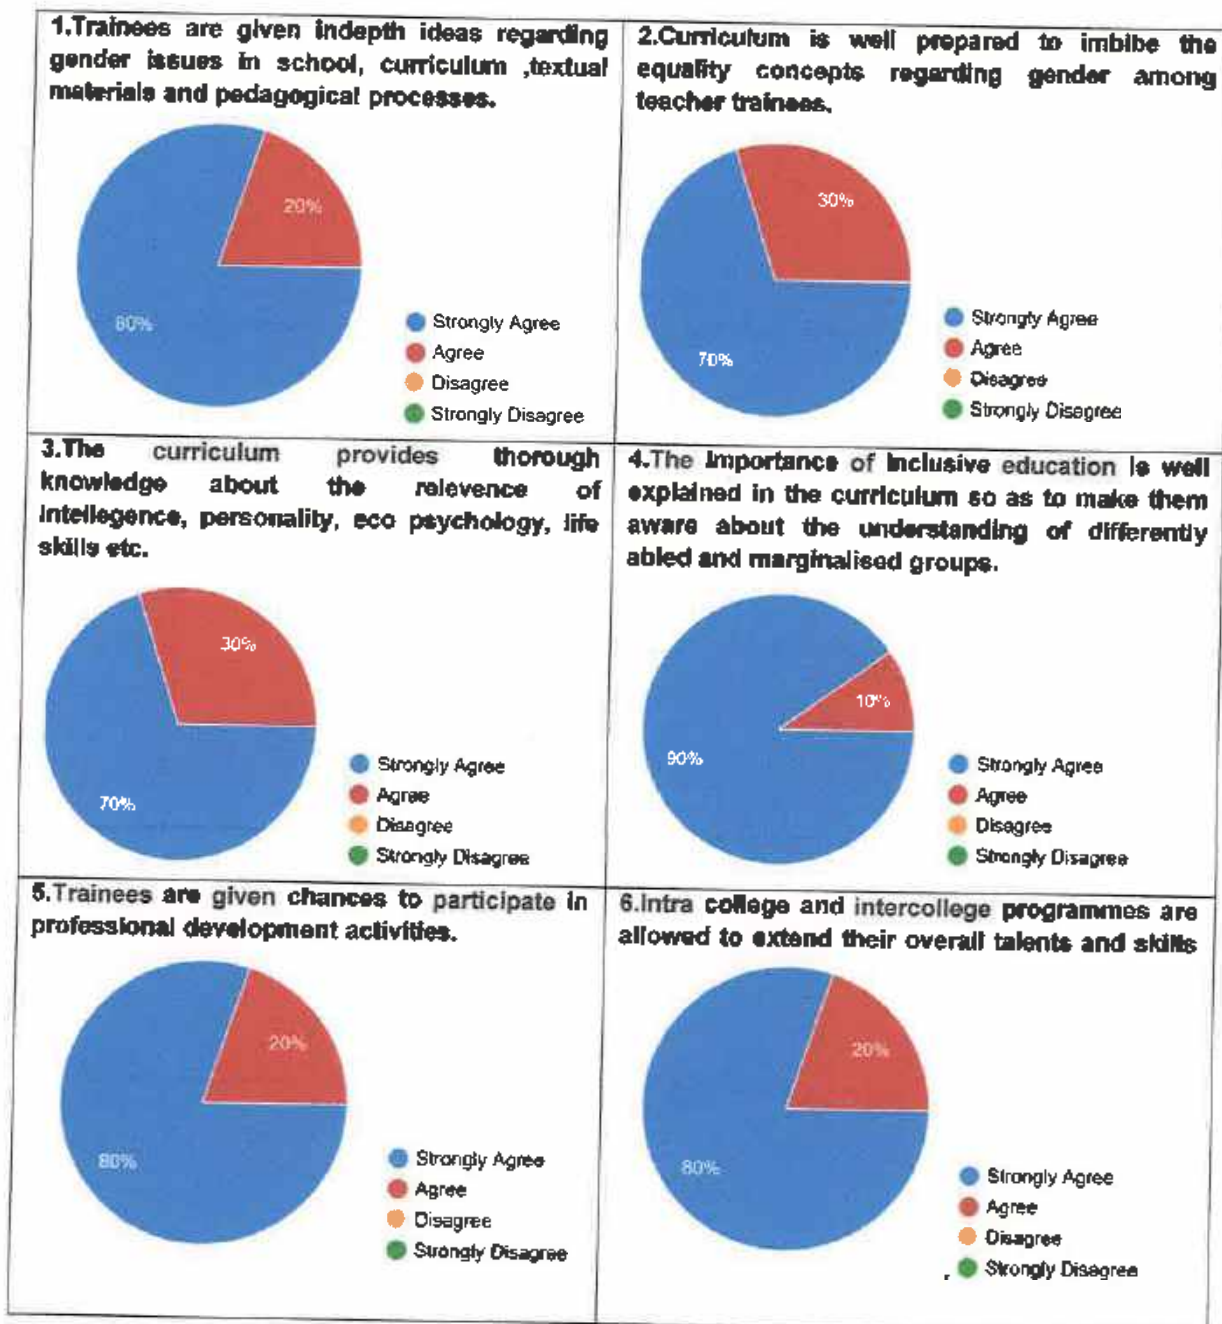 1.Trainees are given indepth ideas regarding
gender issues in school, curriculum ,textual
materials and pedagogical processes.
20%
80%
Strongly Agree
Agree
Disagree
Strongly Disagree
2.Curriculum is well prepared to imbibe the
equality concepts regarding gender among
teacher trainees.
30%
70%
Strongly Agree
Agree
Disagree
Strongly Disagree
3.The curriculum provides thorough
knowledge about the relevence of
intellegence, personality, eco psychology, life
skills etc.
30%
70%
Strongly Agree
Agree
Disagree
Strongly Disagree
4.The importance of inclusive education is well
explained in the curriculum so as to make them
aware about the understanding of differently
abled and marginalised groups.
10%
90%
Strongly Agree
Agree
Disagree
Strongly Disagree
5.Trainees are given chances to participate in
professional development activities.
20%
80%
Strongly Agree
Agree
Disagree
Strongly Disagree
6.Intra college and intercollege programmes are
allowed to extend their overall talents and skills
20%
80%
Strongly Agree
Agree
Disagree
Strongly Disagree